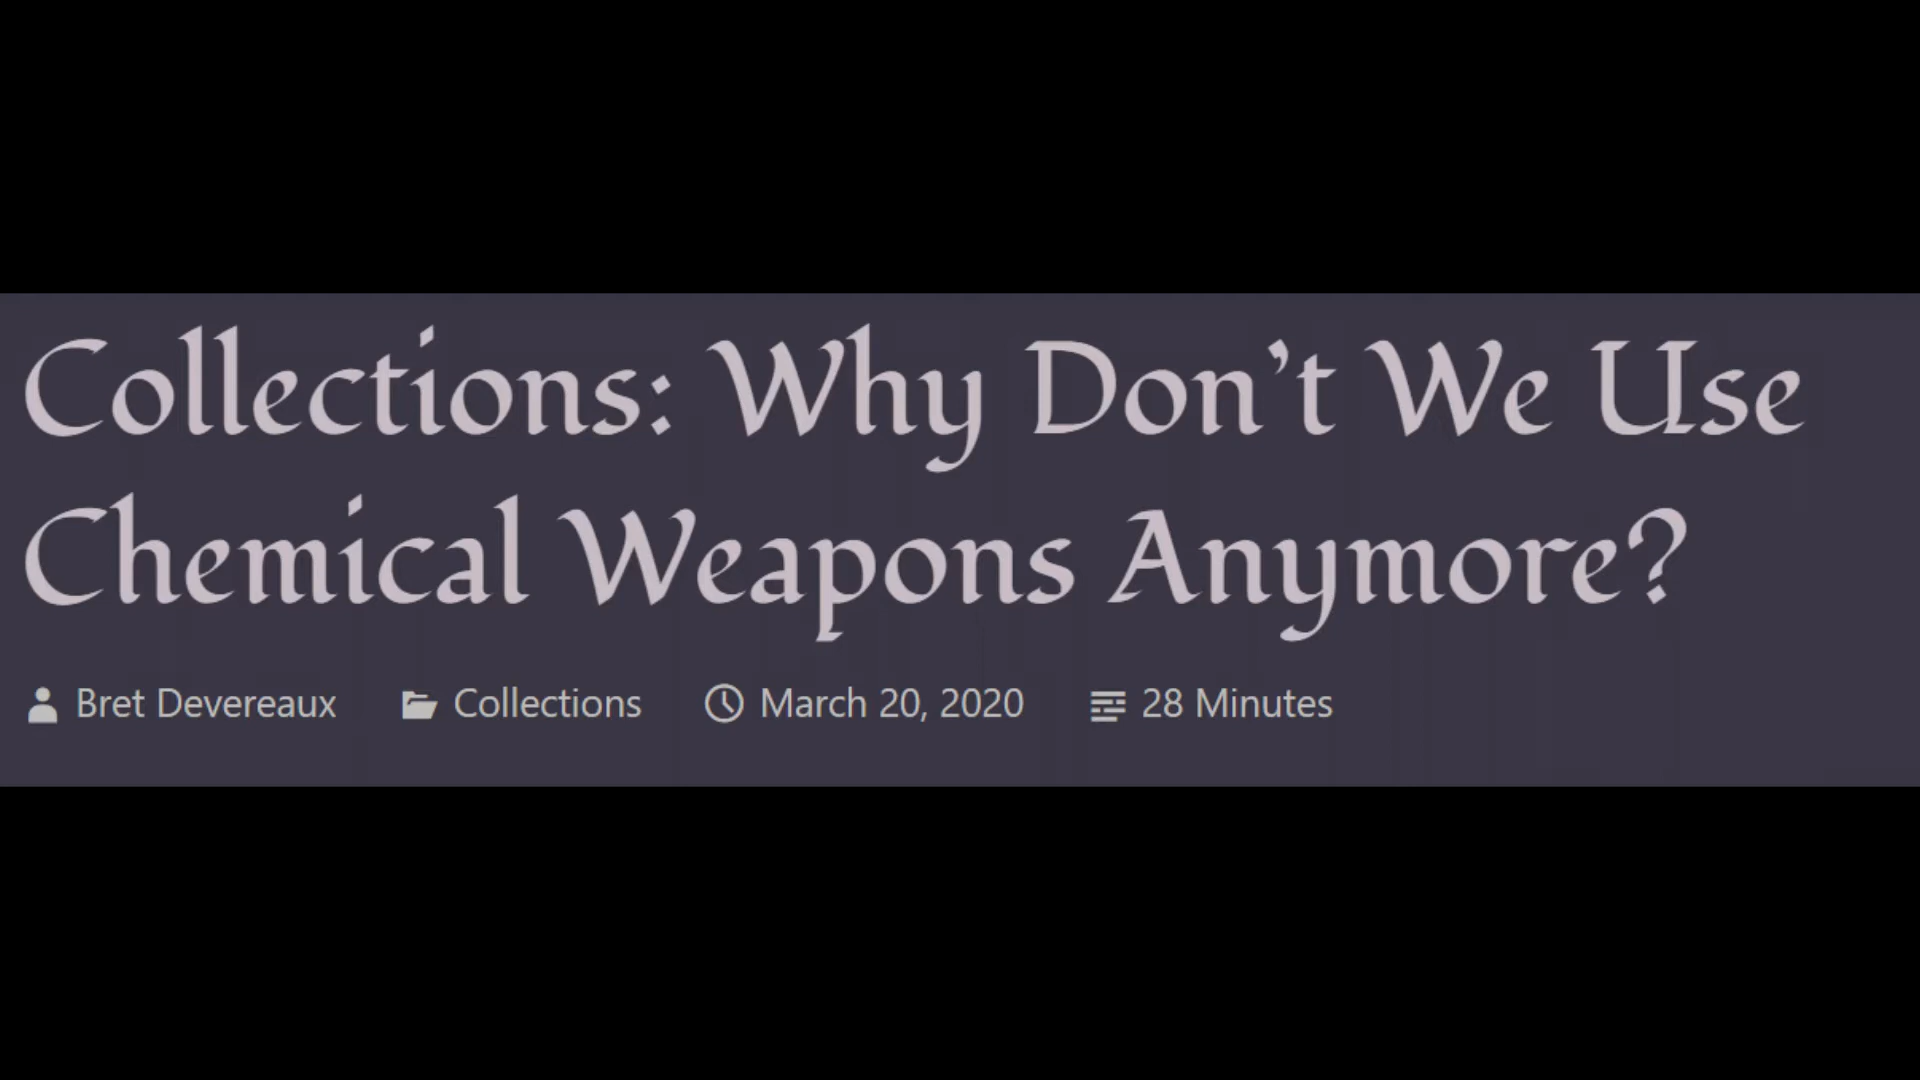 Collections: Why Don’t We Use
Chemical Weapons Anymore?
Bret Devereaux Collections March 20, 2020 28 Minutes